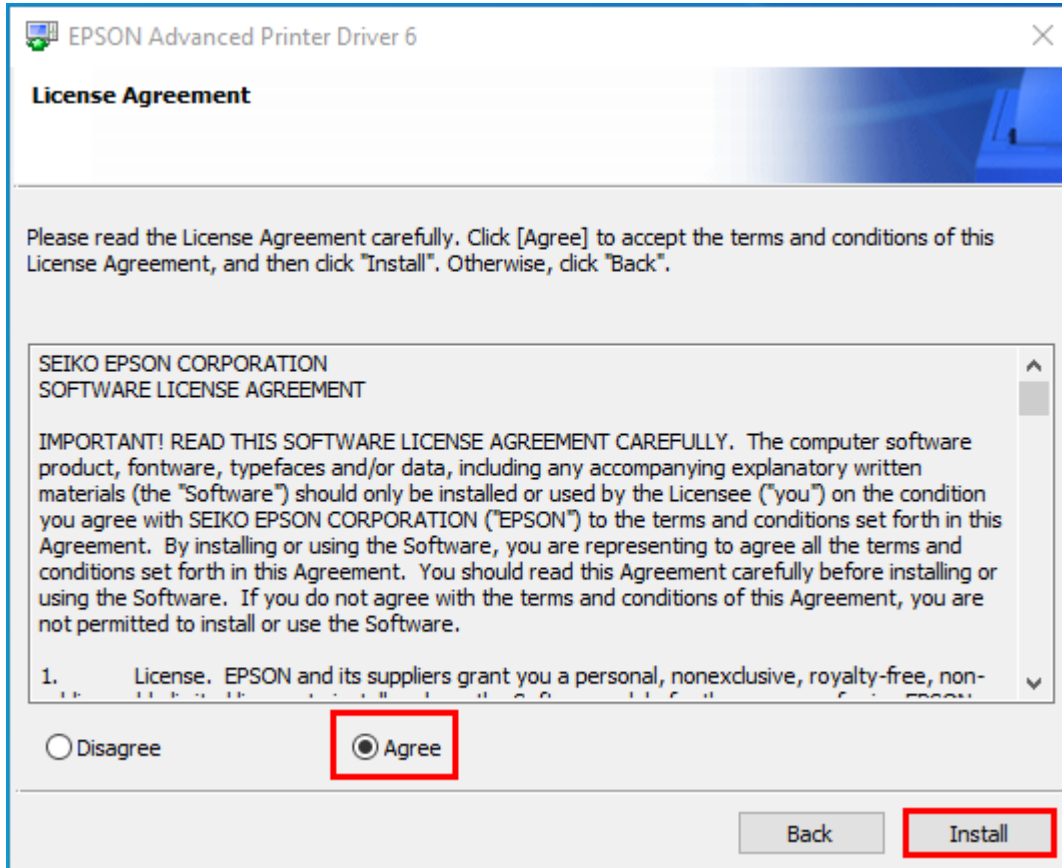 EPSON Advanced Printer Driver 6
License Agreement
Please read the License Agreement carefully. Click [Agree] to accept the terms and conditions of this
License Agreement, and then click "Install". Otherwise, click "Back".
SEIKO EPSON CORPORATION
SOFTWARE LICENSE AGREEMENT
IMPORTANT! READ THIS SOFTWARE LICENSE AGREEMENT CAREFULLY.  The computer software
product, fontware, typefaces and/or data, including any accompanying explanatory written
materials (the "Software") should only be installed or used by the Licensee ("you") on the condition
you agree with SEIKO EPSON CORPORATION ("EPSON") to the terms and conditions set forth in this
Agreement.  By installing or using the Software, you are representing to agree all the terms and
conditions set forth in this Agreement.  You should read this Agreement carefully before installing or
using the Software.  If you do not agree with the terms and conditions of this Agreement, you are
not permitted to install or use the Software.
1. License.  EPSON and its suppliers grant you a personal, nonexclusive, royalty-free, non-
Disagree Agree
Back Install